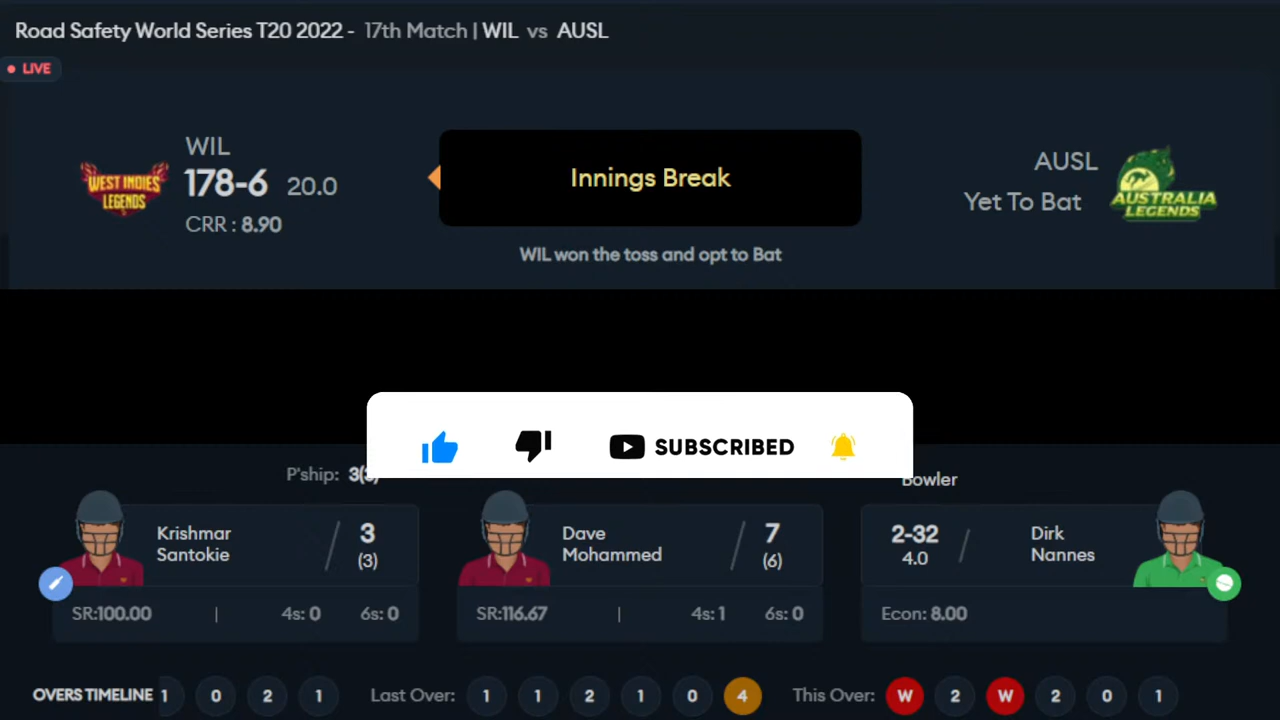 Road Safety World Series T20 2022 - 17th Match | WIL vs AUSL
LIVE
WIL
178-6 20.0
CRR : 8.90
WEST INDIES
LEGENDS
Innings Break
WIL won the toss and opt to Bat
AUSL
Yet To Bat
AUSTRALIA
LEGENDS
SUBSCRIBED
P'ship: 3(3)
Bowler
Krishmar
Santokie
3
(3)
SR:100.00 | 4s: 0 6s: 0
Dave
Mohammed
7
(6)
SR:116.67 | 4s: 1 6s: 0
2-32
4.0
Dirk
Nannes
Econ: 8.00
OVERS TIMELINE 1 0 2 1 Last Over: 1 1 2 1 0 4 This Over: W 2 W 2 0 1